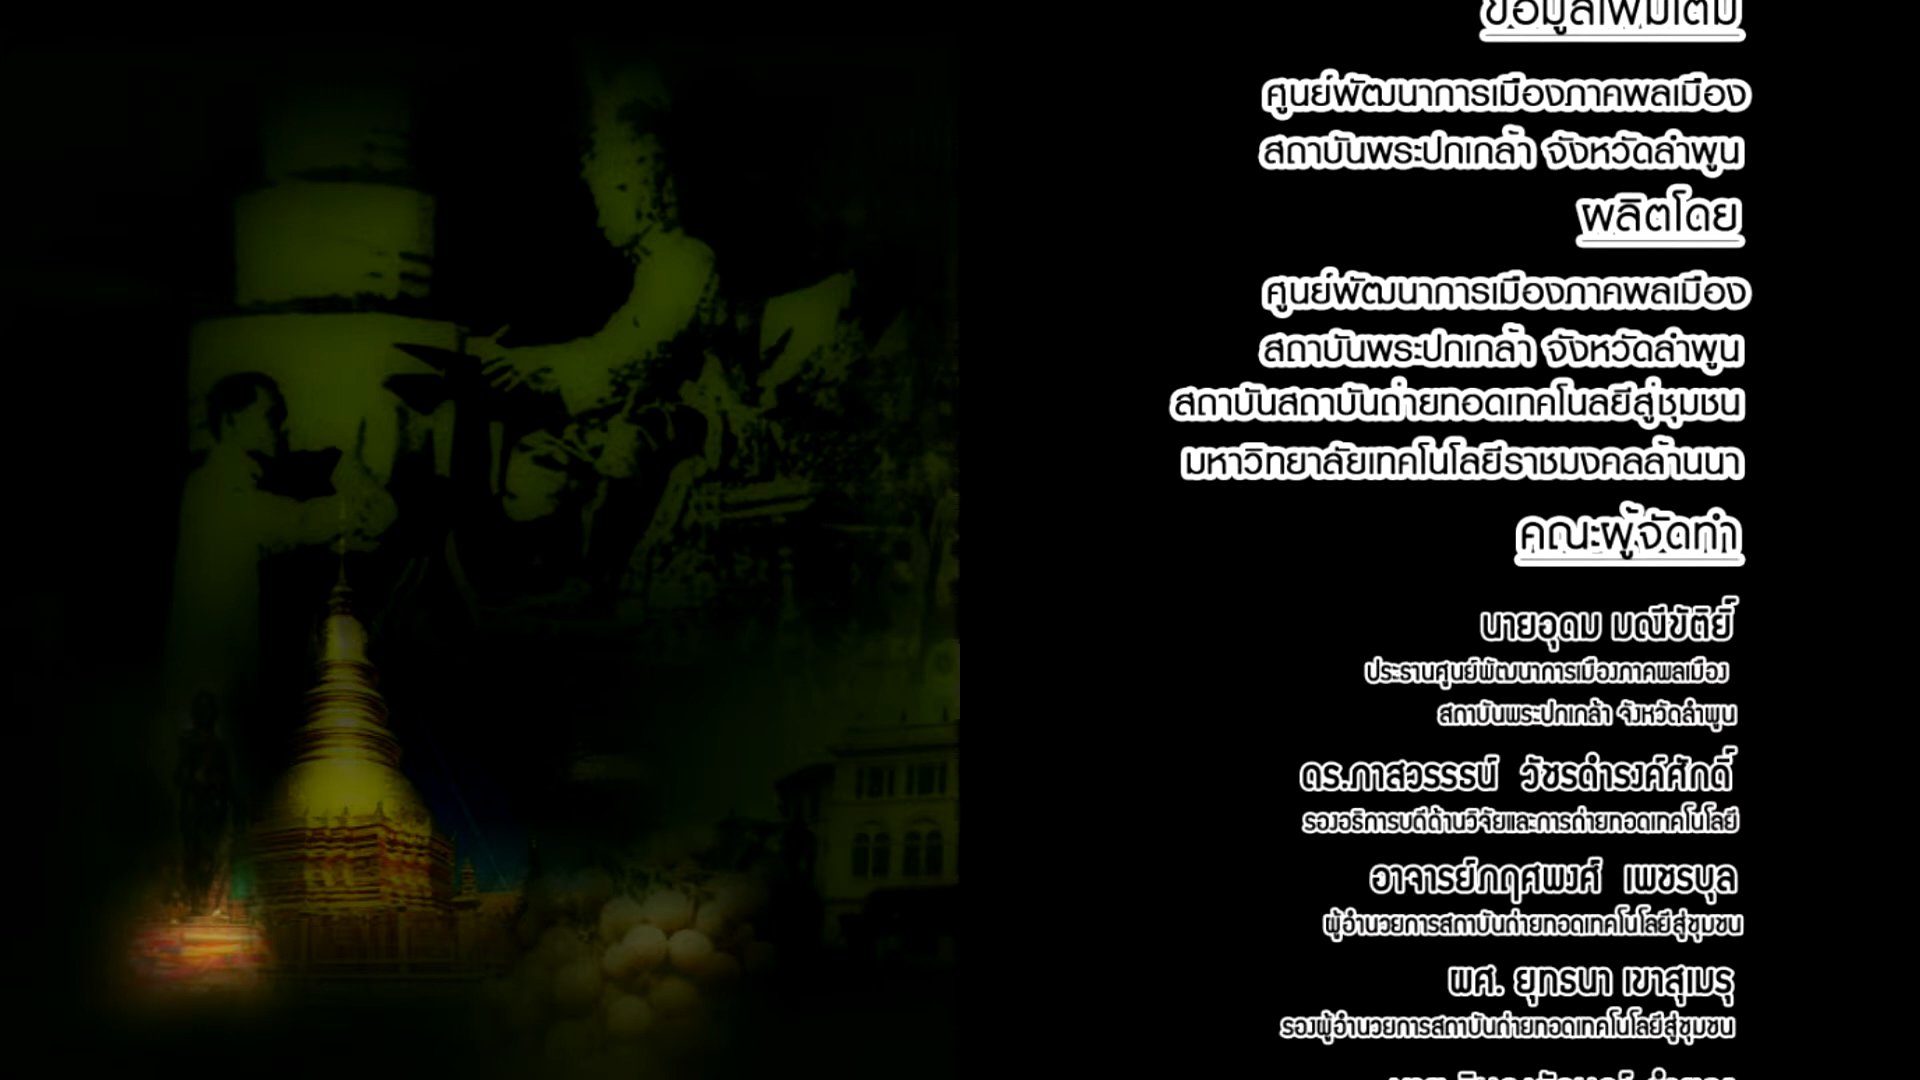 ข้อมูลเพิ่มเติม
ศูนย์พัฒนาการเมืองภาคพลเมือง
สถาบันพระปกเกล้า จังหวัดลำพูน
ผลิตโดย
ศูนย์พัฒนาการเมืองภาคพลเมือง
สถาบันพระปกเกล้า จังหวัดลำพูน
สถาบันสถาบันถ่ายทอดเทคโนลยีสู่ชุมชน
มหาวิทยาลัยเทคโนโลยีราชมงคลล้านนา
คณะผู้จัดทำ
นายอุดม มณีขัติย์
ประธานศูนย์พัฒนาการเมืองภาคพลเมือง
สถาบันพระปกเกล้า จังหวัดลำพูน
ดร.ภาสวรรธน์ วัชรดำรงค์ศักดิ์
รองอธิการบดีด้านวิจัยและการถ่ายทอดเทคโนโลยี
อาจารย์ภฤศพงศ์ เพชรบุล
ผู้อำนวยการสถาบันถ่ายทอดเทคโนโลยีสู่ชุมชน
ผศ. ยุทธนา เขาสุเมรุ
รองผู้อำนวยการสถาบันถ่ายทอดเทคโนโลยีสู่ชุมชน